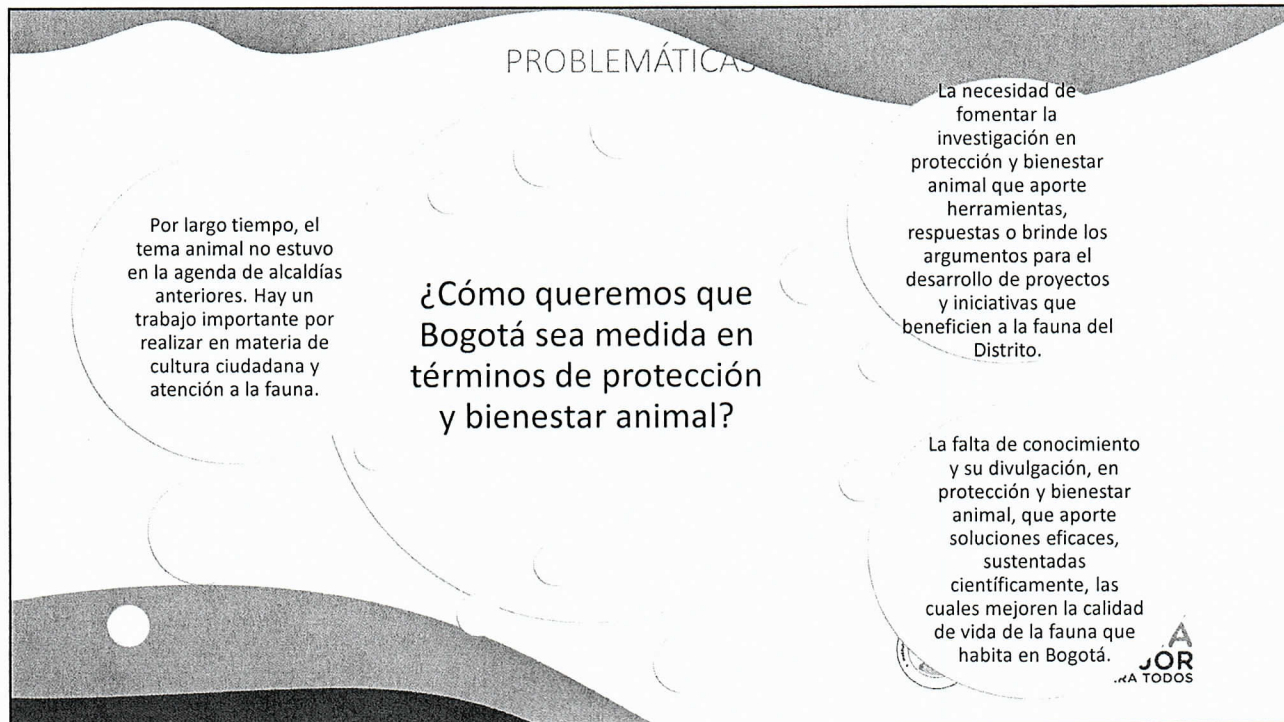 PROBLEMÁTICAS
Por largo tiempo, el
tema animal no estuvo
en la agenda de alcaldías
anteriores. Hay un
trabajo importante por
realizar en materia de
cultura ciudadana y
atención a la fauna.
¿Cómo queremos que
Bogotá sea medida en
términos de protección
y bienestar animal?
La necesidad de
fomentar la
investigación en
protección y bienestar
animal que aporte
herramientas,
respuestas o brinde los
argumentos para el
desarrollo de proyectos
y iniciativas que
beneficien a la fauna del
Distrito.
La falta de conocimiento
y su divulgación, en
protección y bienestar
animal, que aporte
soluciones eficaces,
sustentadas
científicamente, las
cuales mejoren la calidad
de vida de la fauna que
habita en Bogotá.
A
JOR
RA TODOS